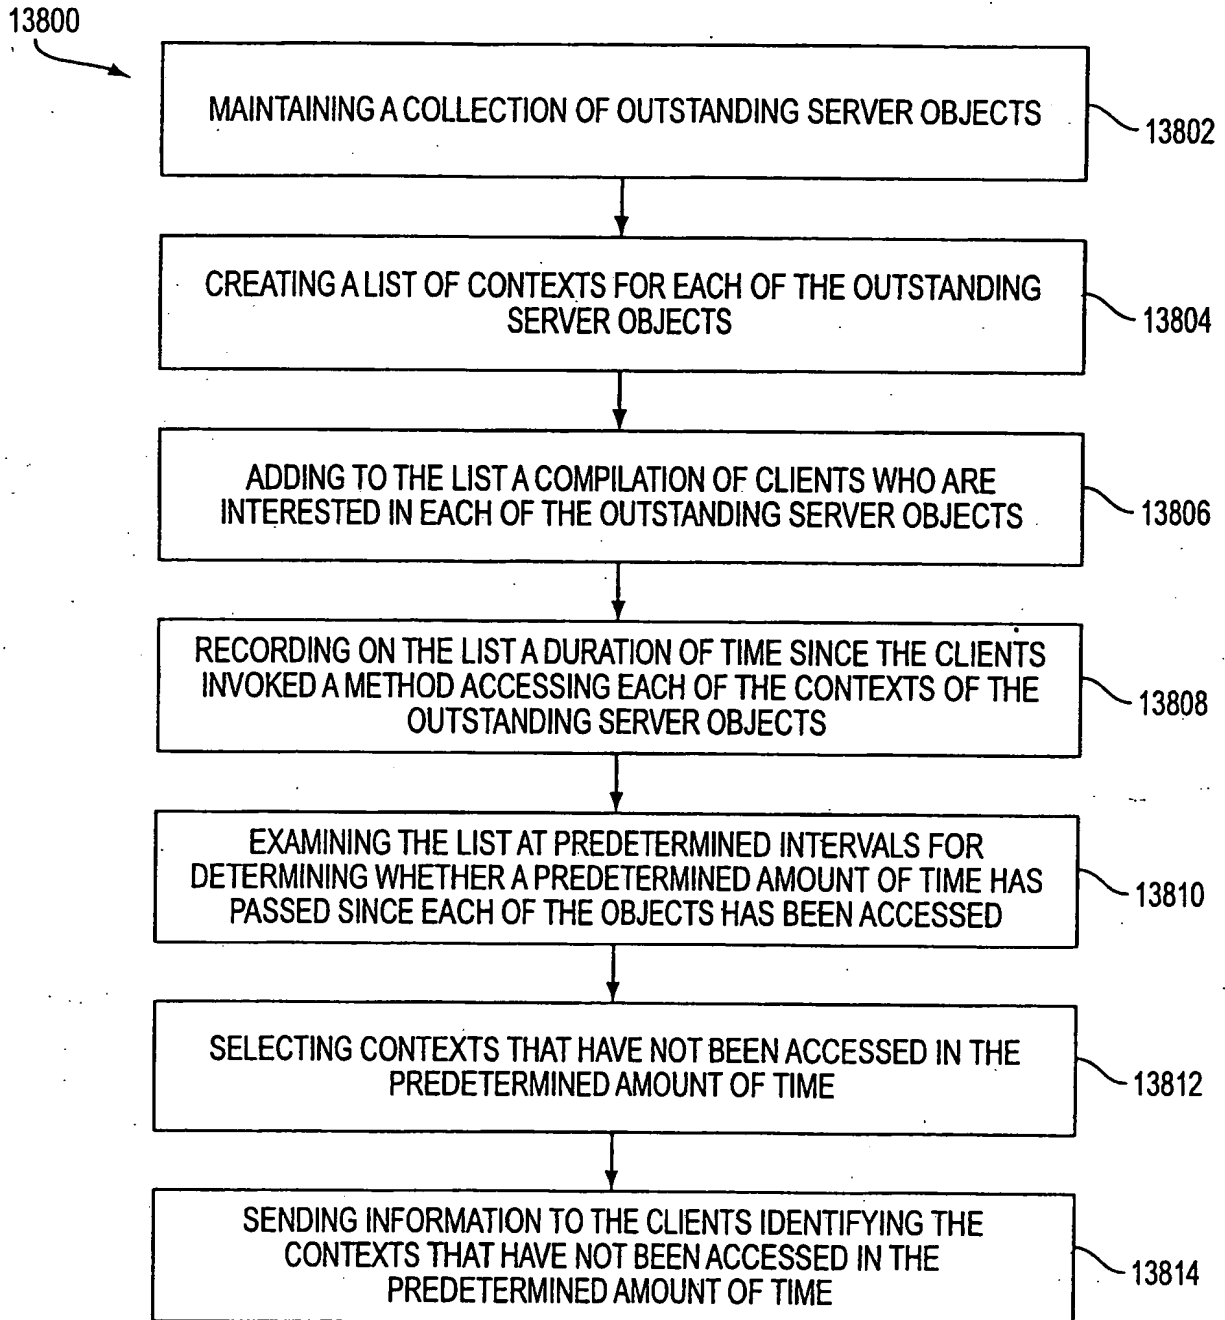 13800
MAINTAINING A COLLECTION OF OUTSTANDING SERVER OBJECTS
13802
CREATING A LIST OF CONTEXTS FOR EACH OF THE OUTSTANDING
SERVER OBJECTS
13804
ADDING TO THE LIST A COMPILATION OF CLIENTS WHO ARE
INTERESTED IN EACH OF THE OUTSTANDING SERVER OBJECTS
13806
RECORDING ON THE LIST A DURATION OF TIME SINCE THE CLIENTS
INVOKED A METHOD ACCESSING EACH OF THE CONTEXTS OF THE
OUTSTANDING SERVER OBJECTS
13808
EXAMINING THE LIST AT PREDETERMINED INTERVALS FOR
DETERMINING WHETHER A PREDETERMINED AMOUNT OF TIME HAS
PASSED SINCE EACH OF THE OBJECTS HAS BEEN ACCESSED
13810
SELECTING CONTEXTS THAT HAVE NOT BEEN ACCESSED IN THE
PREDETERMINED AMOUNT OF TIME
13812
SENDING INFORMATION TO THE CLIENTS IDENTIFYING THE
CONTEXTS THAT HAVE NOT BEEN ACCESSED IN THE
PREDETERMINED AMOUNT OF TIME
13814